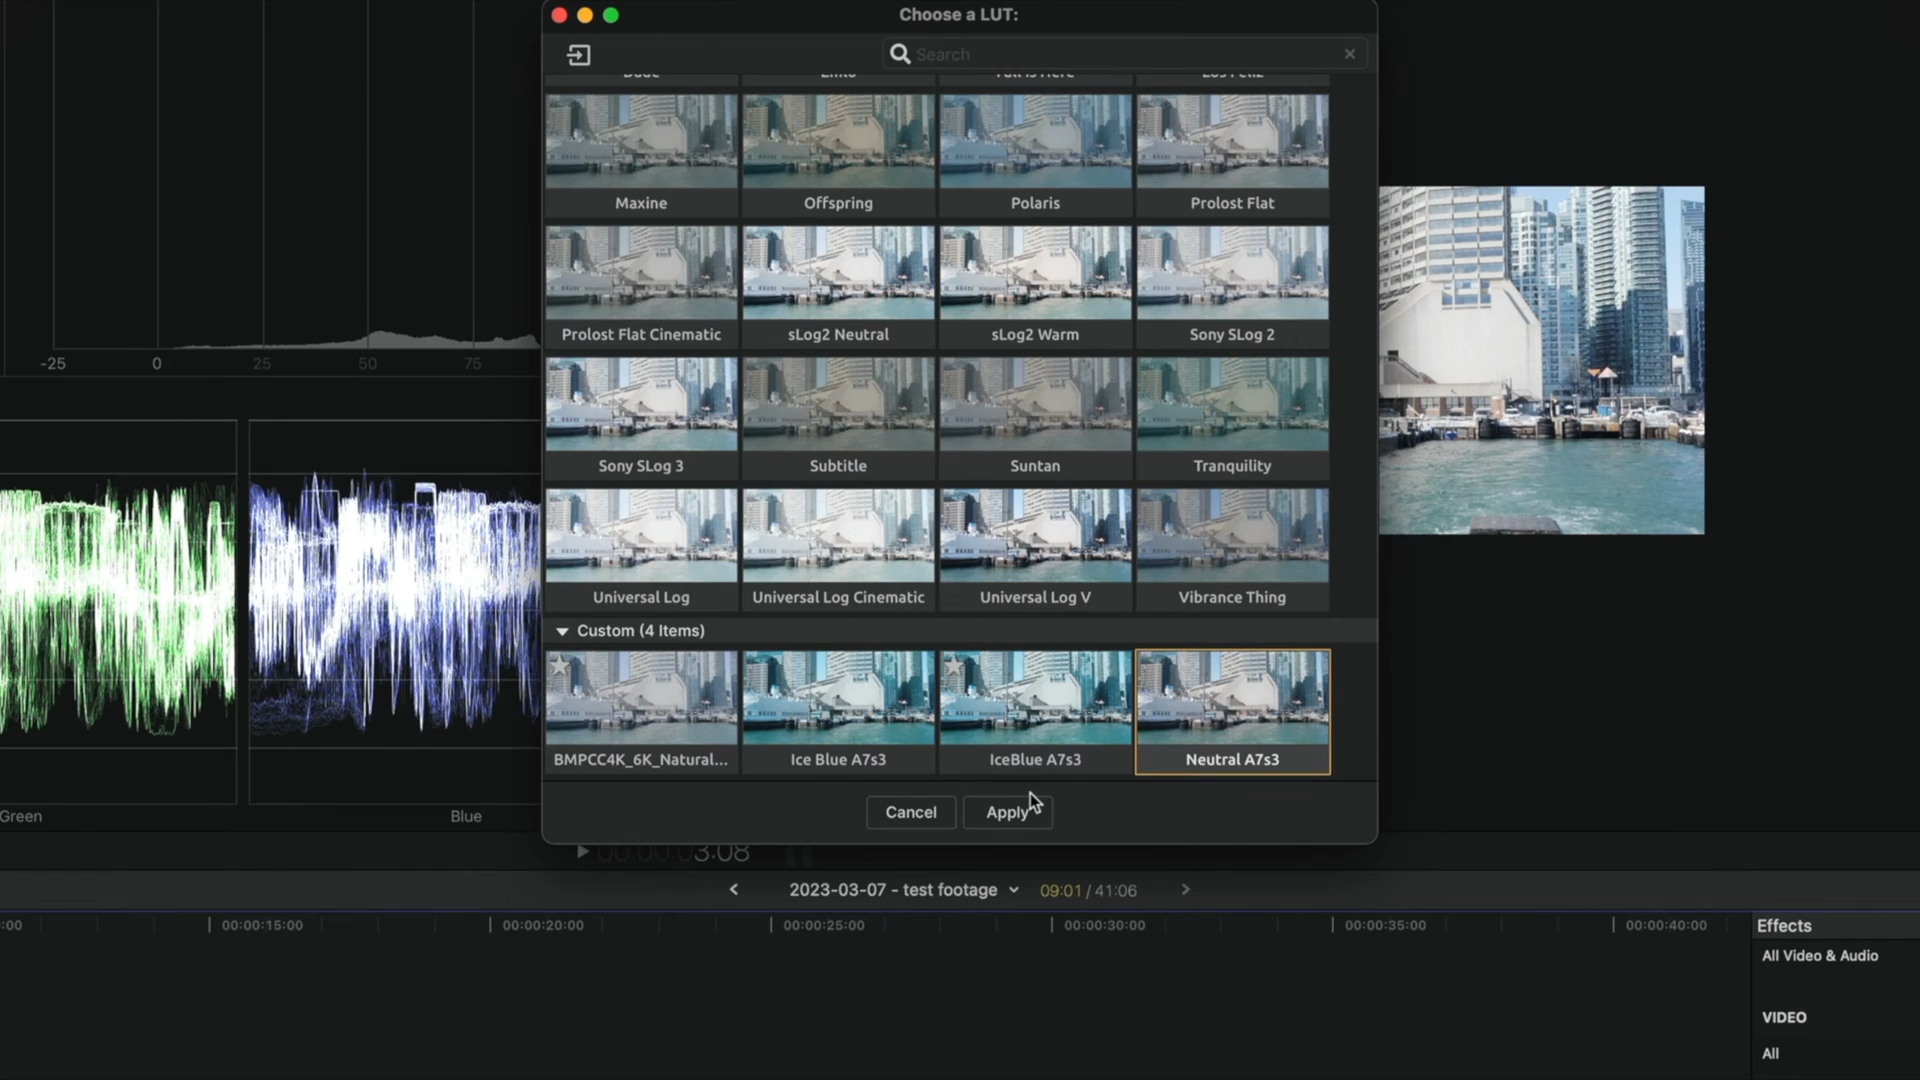 Choose a LUT:
Search
Maxine
Offspring
Polaris
Prolost Flat
Prolost Flat Cinematic
sLog2 Neutral
sLog2 Warm
Sony SLog 2
Sony SLog 3
Subtitle
Suntan
Tranquility
Universal Log
Universal Log Cinematic
Universal Log V
Vibrance Thing
Custom (4 Items)
BMPCC4K_6K_Natural...
Ice Blue A7s3
IceBlue A7s3
Neutral A7s3
Cancel
Apply
-25
0
25
50
75
Green
Blue
2023-03-07 - test footage
09:01 / 41:06
:00
00:00:15:00
00:00:20:00
00:00:25:00
00:00:30:00
00:00:35:00
00:00:40:00
Effects
All Video & Audio
VIDEO
All